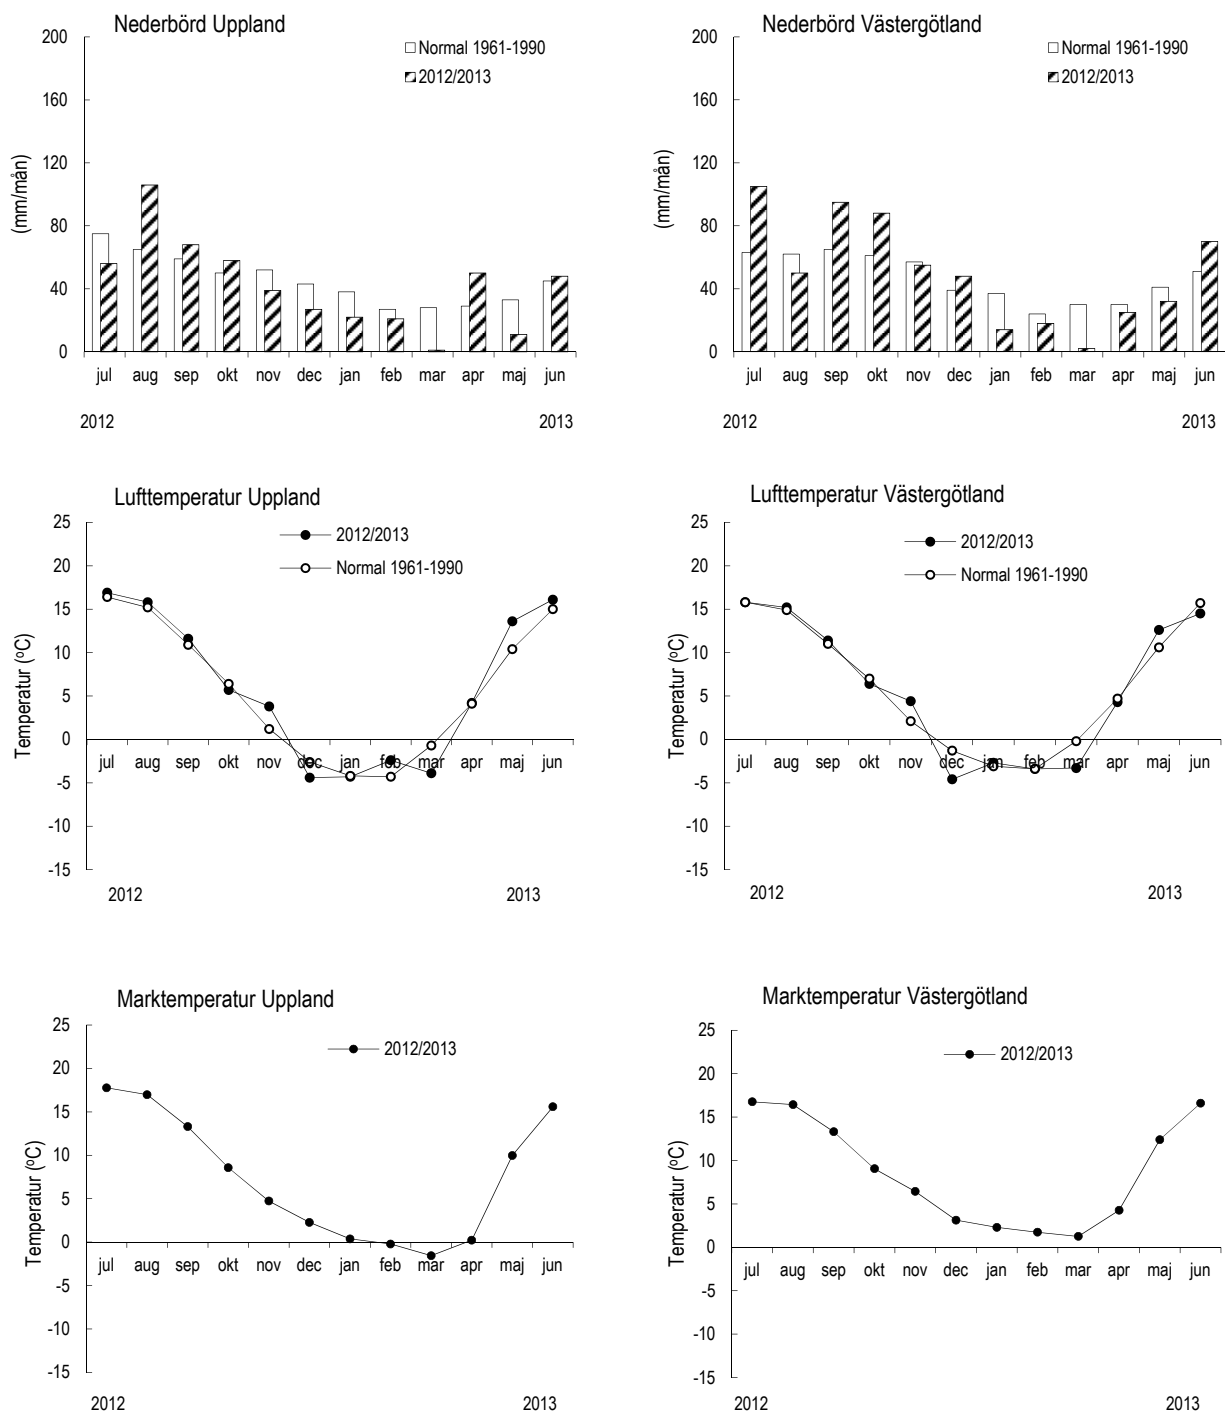 Nederbörd Uppland
200
160
120
80
40
0
(mm/mån)
Normal 1961-1990
2012/2013
jul aug sep okt nov dec jan feb mar apr maj jun
2012 2013
Nederbörd Västergötland
200
160
120
80
40
0
(mm/mån)
Normal 1961-1990
2012/2013
jul aug sep okt nov dec jan feb mar apr maj jun
2012 2013
Lufttemperatur Uppland
25
20
15
10
5
0
-5
-10
-15
Temperatur (ºC)
2012/2013
Normal 1961-1990
jul aug sep okt nov dec jan feb mar apr maj jun
2012 2013
Lufttemperatur Västergötland
25
20
15
10
5
0
-5
-10
-15
Temperatur (ºC)
2012/2013
Normal 1961-1990
jul aug sep okt nov dec jan feb mar apr maj jun
2012 2013
Marktemperatur Uppland
25
20
15
10
5
0
-5
-10
-15
Temperatur (ºC)
2012/2013
jul aug sep okt nov dec jan feb mar apr maj jun
2012 2013
Marktemperatur Västergötland
25
20
15
10
5
0
-5
-10
-15
Temperatur (ºC)
2012/2013
jul aug sep okt nov dec jan feb mar apr maj jun
2012 2013